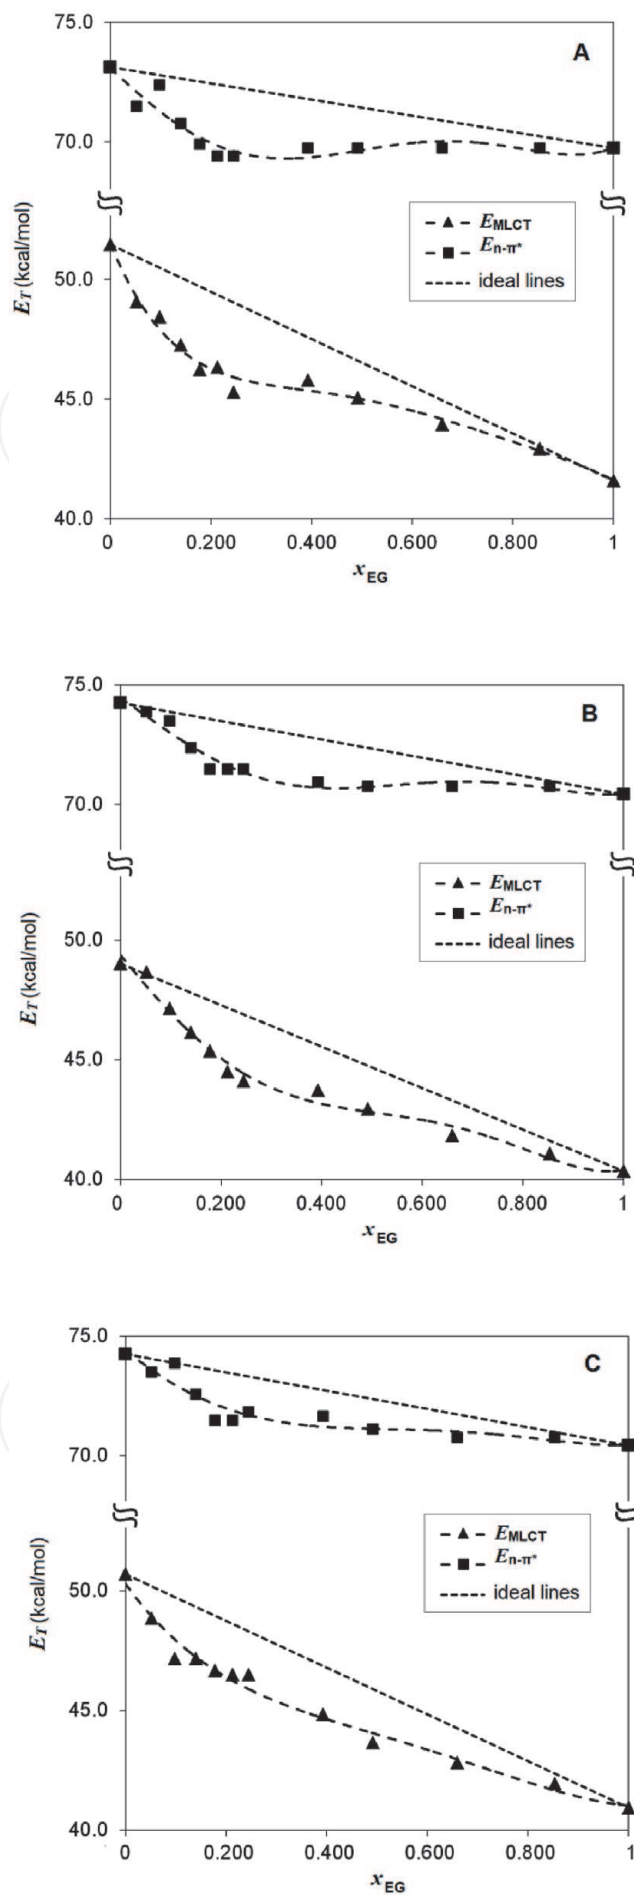 75.0
A
70.0
E_MLCT
E_n-π*
ideal lines
50.0
45.0
40.0
E_T (kcal/mol)
0 0.200 0.400 0.600 0.800 1
x_EG
75.0
B
70.0
E_MLCT
E_n-π*
ideal lines
50.0
45.0
40.0
E_T (kcal/mol)
0 0.200 0.400 0.600 0.800 1
x_EG
75.0
C
70.0
E_MLCT
E_n-π*
ideal lines
50.0
45.0
40.0
E_T (kcal/mol)
0 0.200 0.400 0.600 0.800 1
x_EG